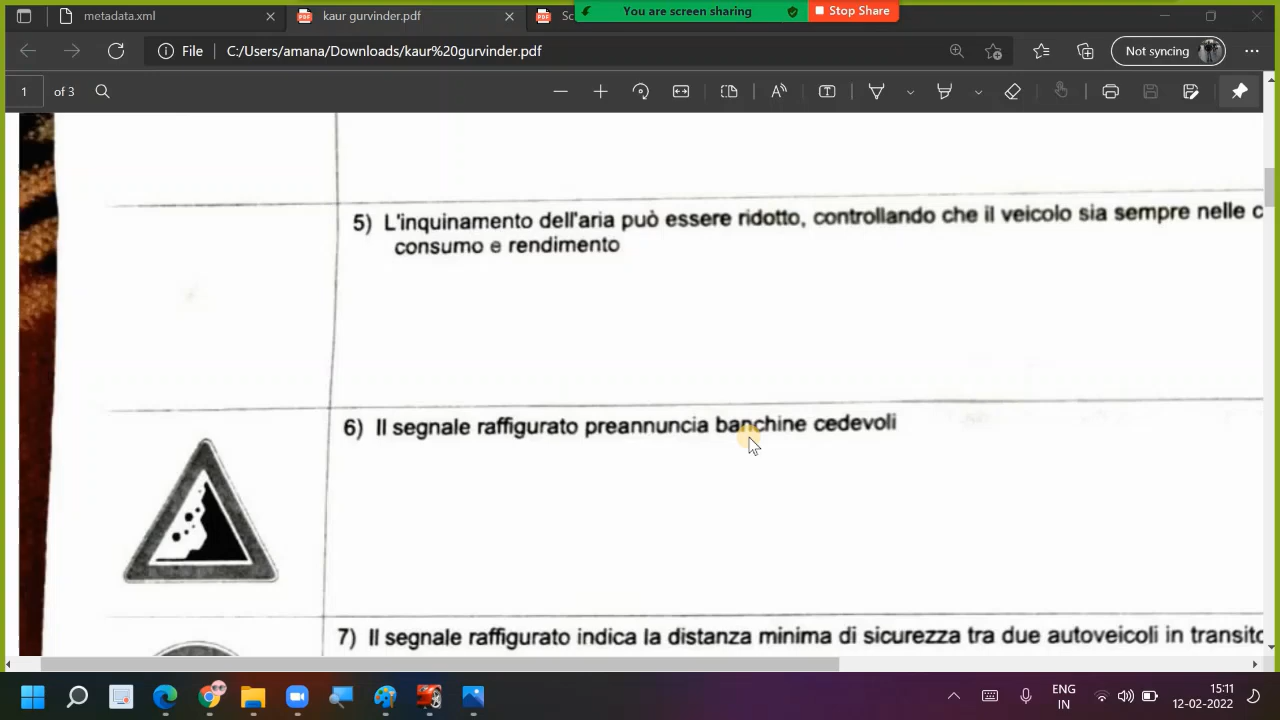 metadata.xml
kaur gurvinder.pdf
Sc
You are screen sharing
Stop Share
File
C:/Users/amana/Downloads/kaur%20gurvinder.pdf
Not syncing
1 of 3
5) L'inquinamento dell'aria può essere ridotto, controllando che il veicolo sia sempre nelle c
consumo e rendimento
6) Il segnale raffigurato preannuncia banchine cedevoli
7) Il segnale raffigurato indica la distanza minima di sicurezza tra due autoveicoli in transito
ENG
IN
15:11
12-02-2022